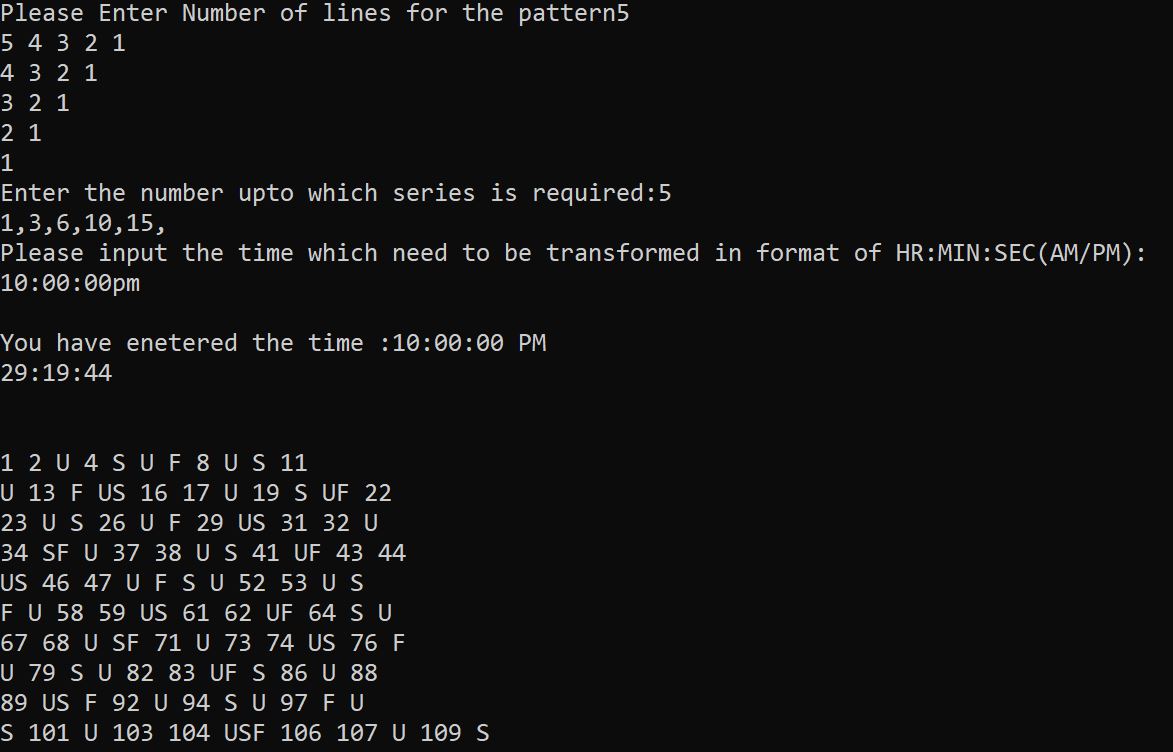 Please Enter Number of lines for the pattern5
5 4 3 2 1
4 3 2 1
3 2 1
2 1
1
Enter the number upto which series is required:5
1,3,6,10,15,
Please input the time which need to be transformed in format of HR:MIN:SEC(AM/PM):
10:00:00pm
You have enetered the time :10:00:00 PM
29:19:44
1 2 U 4 S U F 8 U S 11
U 13 F US 16 17 U 19 S UF 22
23 U S 26 U F 29 US 31 32 U
34 SF U 37 38 U S 41 UF 43 44
US 46 47 U F S U 52 53 U S
F U 58 59 US 61 62 UF 64 S U
67 68 U SF 71 U 73 74 US 76 F
U 79 S U 82 83 UF S 86 U 88
89 US F 92 U 94 S U 97 F U
S 101 U 103 104 USF 106 107 U 109 S